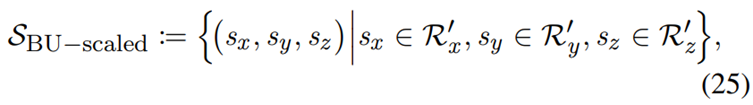 𝒮_BU−scaled := {(s_x, s_y, s_z)|s_x ∈ ℛ′_x, s_y ∈ ℛ′_y, s_z ∈ ℛ′_z},
(25)